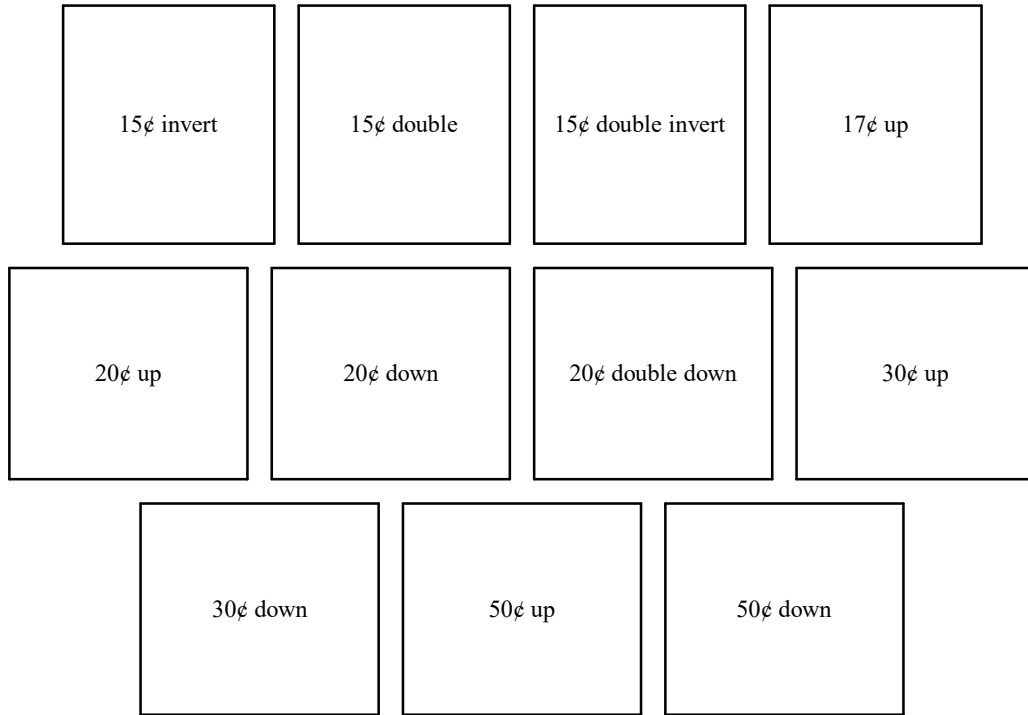 15¢ invert
15¢ double
15¢ double invert
17¢ up
20¢ up
20¢ down
20¢ double down
30¢ up
30¢ down
50¢ up
50¢ down